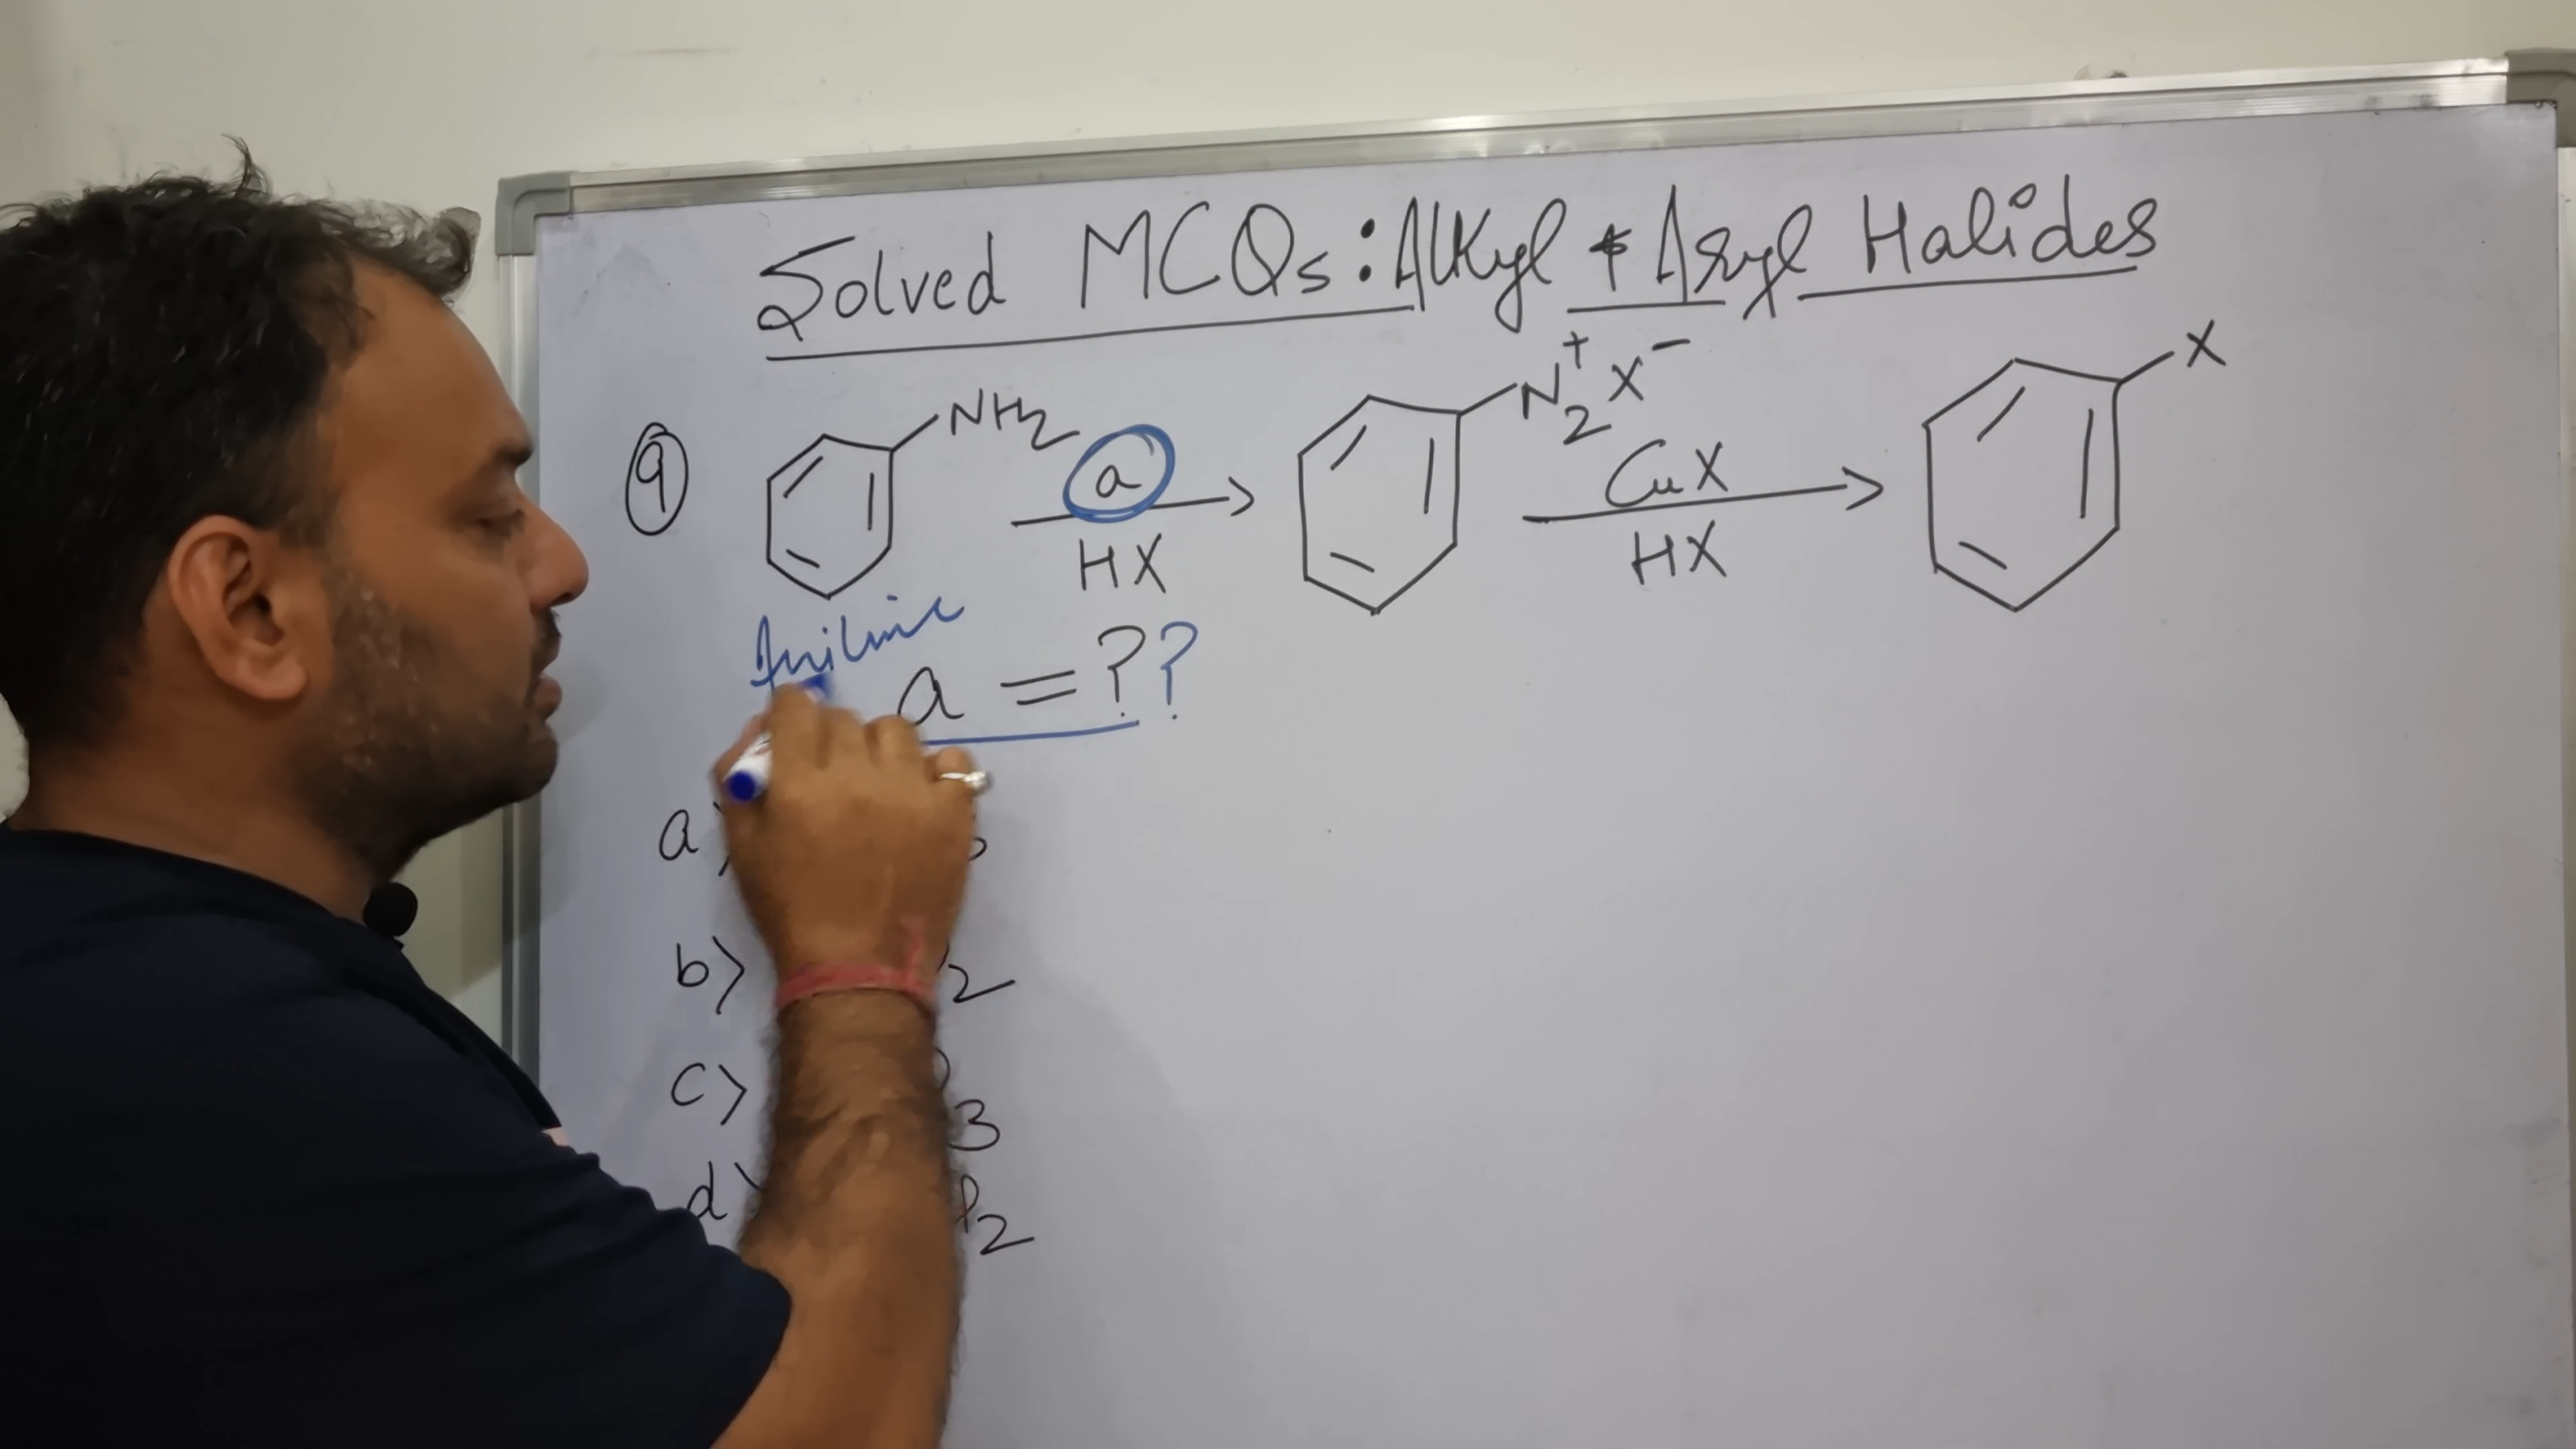 Solved MCQs : Alkyl & Aryl Halides
9 NH2 a HX N2+ X- CuX HX X
Aniline
a = ??
a)
b) 2
c) 3
d) 2